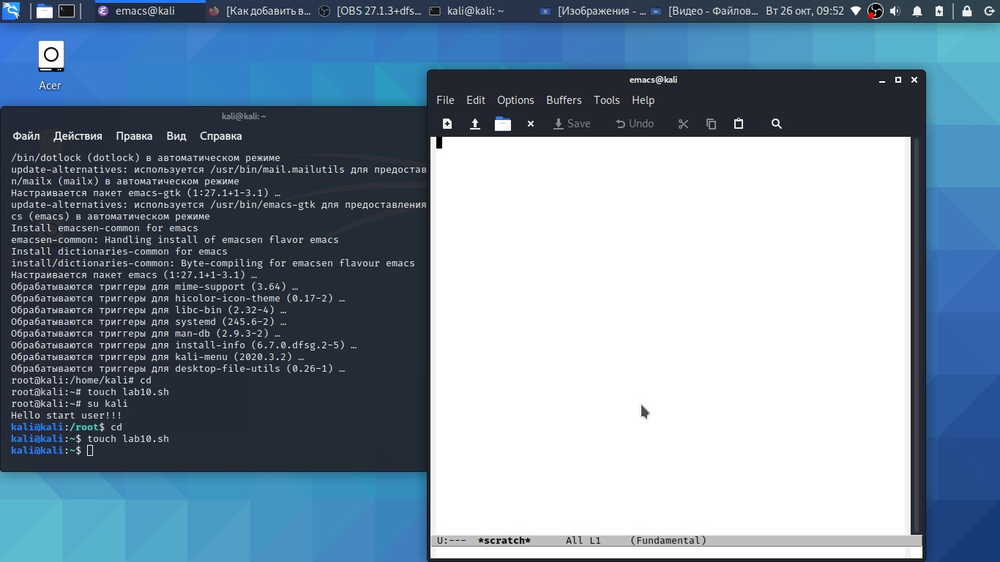 emacs@kali
[Как добавить в...
[OBS 27.1.3+dfs...
kali@kali: ~
[Изображения - ...
[Видео - Файлов...
Вт 26 окт, 09:52
Acer
kali@kali: ~
Файл Действия Правка Вид Справка
/bin/dotlock (dotlock) в автоматическом режиме
update-alternatives: используется /usr/bin/mail.mailutils для предостав
n/mailx (mailx) в автоматическом режиме
Настраивается пакет emacs-gtk (1:27.1+1-3.1) …
update-alternatives: используется /usr/bin/emacs-gtk для предоставления
cs (emacs) в автоматическом режиме
Install emacsen-common for emacs
emacsen-common: Handling install of emacsen flavor emacs
Install dictionaries-common for emacs
install/dictionaries-common: Byte-compiling for emacsen flavour emacs
Настраивается пакет emacs (1:27.1+1-3.1) …
Обрабатываются триггеры для mime-support (3.64) …
Обрабатываются триггеры для hicolor-icon-theme (0.17-2) …
Обрабатываются триггеры для libc-bin (2.32-4) …
Обрабатываются триггеры для systemd (245.6-2) …
Обрабатываются триггеры для man-db (2.9.3-2) …
Обрабатываются триггеры для install-info (6.7.0.dfsg.2-5) …
Обрабатываются триггеры для kali-menu (2020.3.2) …
Обрабатываются триггеры для desktop-file-utils (0.26-1) …
root@kali:/home/kali# cd
root@kali:~# touch lab10.sh
root@kali:~# su kali
Hello start user!!!
kali@kali:/root$ cd
kali@kali:~$ touch lab10.sh
kali@kali:~$
emacs@kali
File Edit Options Buffers Tools Help
Save Undo
U:--- *scratch* All L1 (Fundamental)